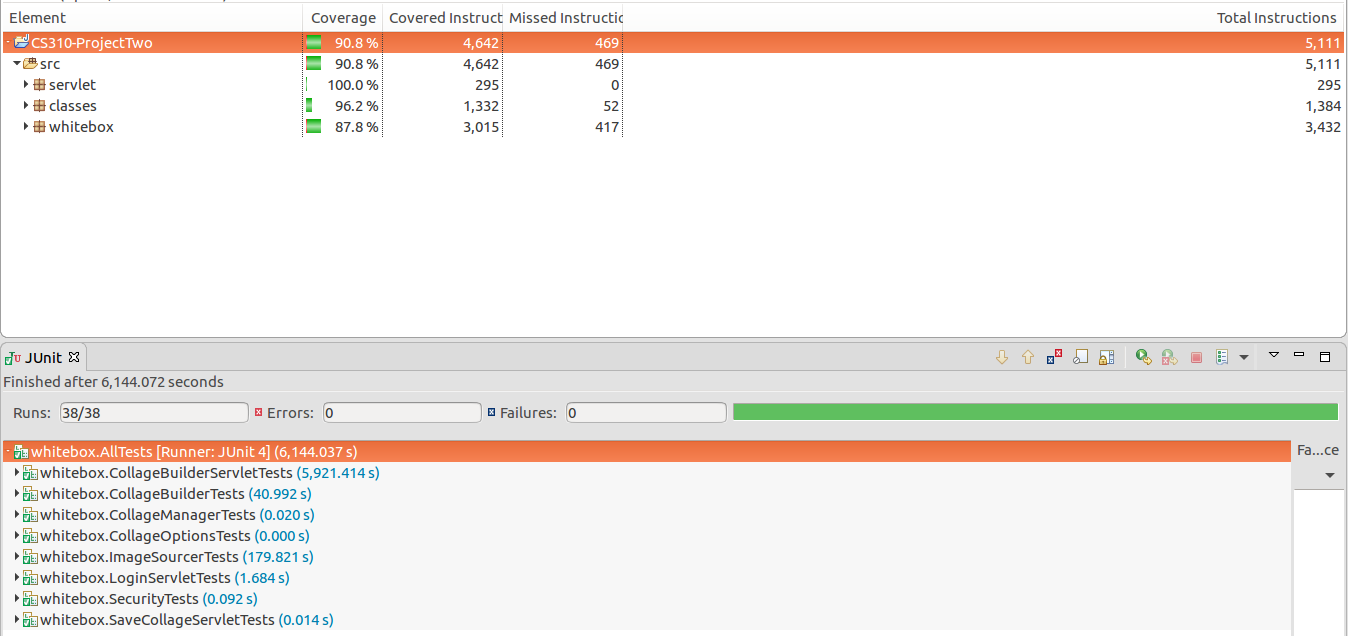 Element Coverage Covered Instruct Missed Instructio Total Instructions
CS310-ProjectTwo 90.8 % 4,642 469 5,111
src 90.8 % 4,642 469 5,111
servlet 100.0 % 295 0 295
classes 96.2 % 1,332 52 1,384
whitebox 87.8 % 3,015 417 3,432
JUnit
Finished after 6,144.072 seconds
Runs: 38/38 Errors: 0 Failures: 0
whitebox.AllTests [Runner: JUnit 4] (6,144.037 s)
Fa...ce
whitebox.CollageBuilderServletTests (5,921.414 s)
whitebox.CollageBuilderTests (40.992 s)
whitebox.CollageManagerTests (0.020 s)
whitebox.CollageOptionsTests (0.000 s)
whitebox.ImageSourcerTests (179.821 s)
whitebox.LoginServletTests (1.684 s)
whitebox.SecurityTests (0.092 s)
whitebox.SaveCollageServletTests (0.014 s)